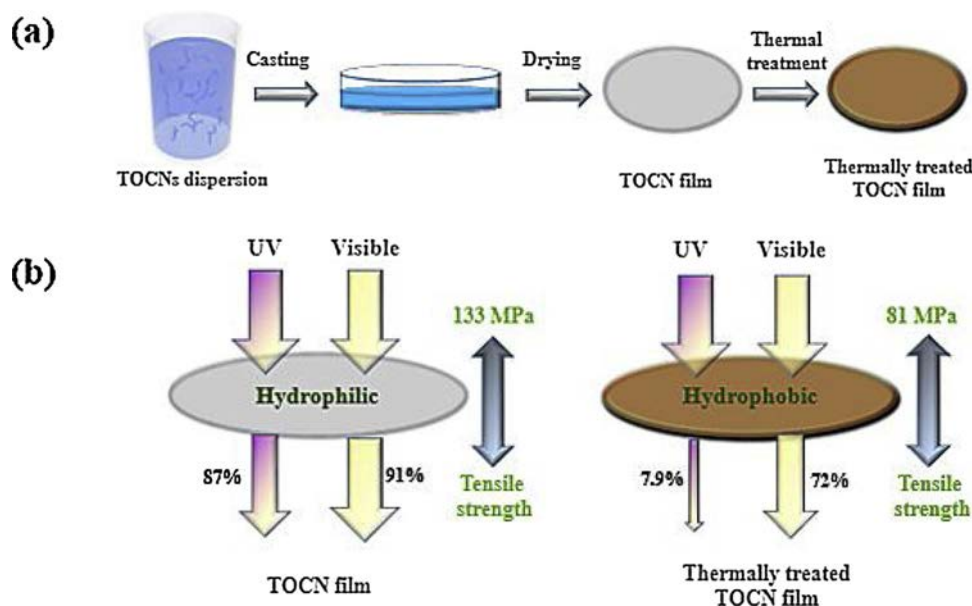 (a)
Casting
Drying
Thermal
treatment
TOCNs dispersion
TOCN film
Thermally treated
TOCN film
(b)
UV
Visible
133 MPa
Hydrophilic
87%
91%
Tensile
strength
TOCN film
UV
Visible
81 MPa
Hydrophobic
7.9%
72%
Tensile
strength
Thermally treated
TOCN film